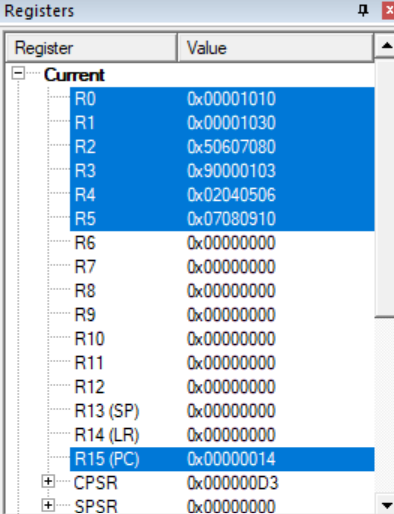 Registers
Register Value
Current
R0 0x00001010
R1 0x00001030
R2 0x50607080
R3 0x90000103
R4 0x02040506
R5 0x07080910
R6 0x00000000
R7 0x00000000
R8 0x00000000
R9 0x00000000
R10 0x00000000
R11 0x00000000
R12 0x00000000
R13 (SP) 0x00000000
R14 (LR) 0x00000000
R15 (PC) 0x00000014
CPSR 0x000000D3
SPSR 0x00000000